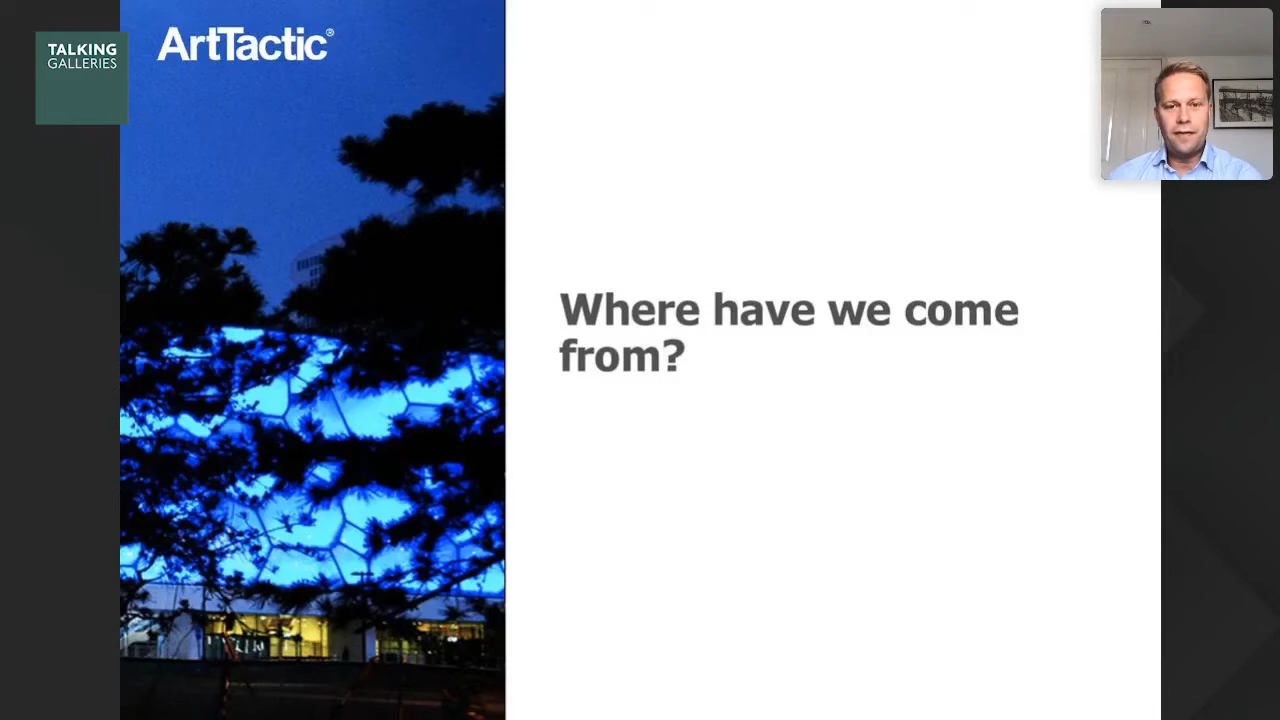 TALKING
GALLERIES
ArtTactic®
Where have we come
from?